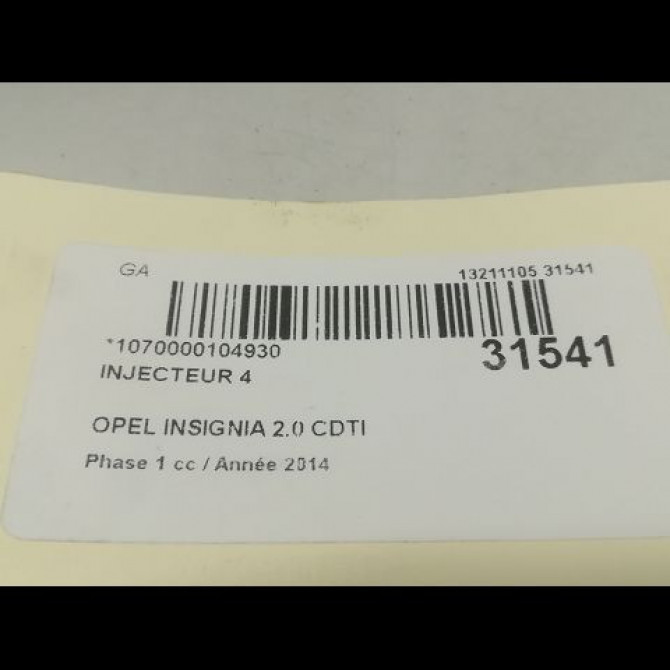 GA 13211105 31541
*1070000104930 31541
INJECTEUR 4
OPEL INSIGNIA 2.0 CDTI
Phase 1 cc / Année 2014